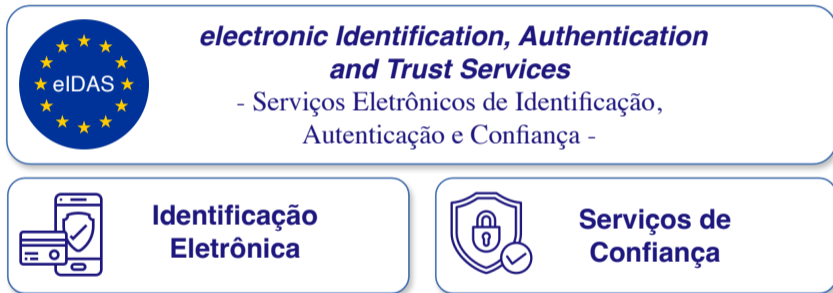 eIDAS
electronic Identification, Authentication
and Trust Services
- Serviços Eletrônicos de Identificação,
Autenticação e Confiança -
Identificação
Eletrônica
Serviços de
Confiança